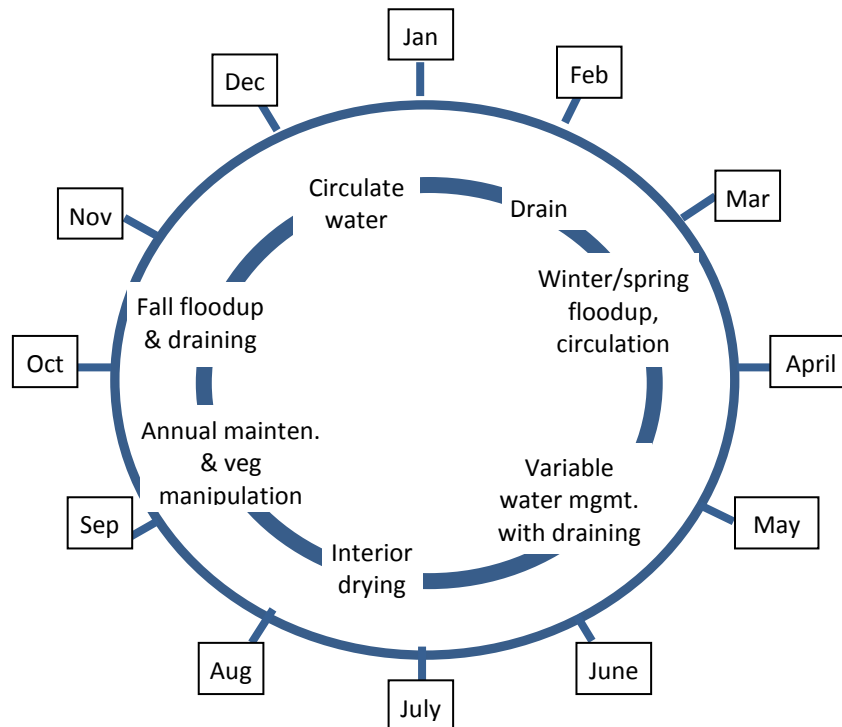 Jan
Feb
Mar
April
May
June
July
Aug
Sep
Oct
Nov
Dec
Circulate
water
Drain
Winter/spring
floodup,
circulation
Variable
water mgmt.
with draining
Interior
drying
Annual mainten.
& veg
manipulation
Fall floodup
& draining